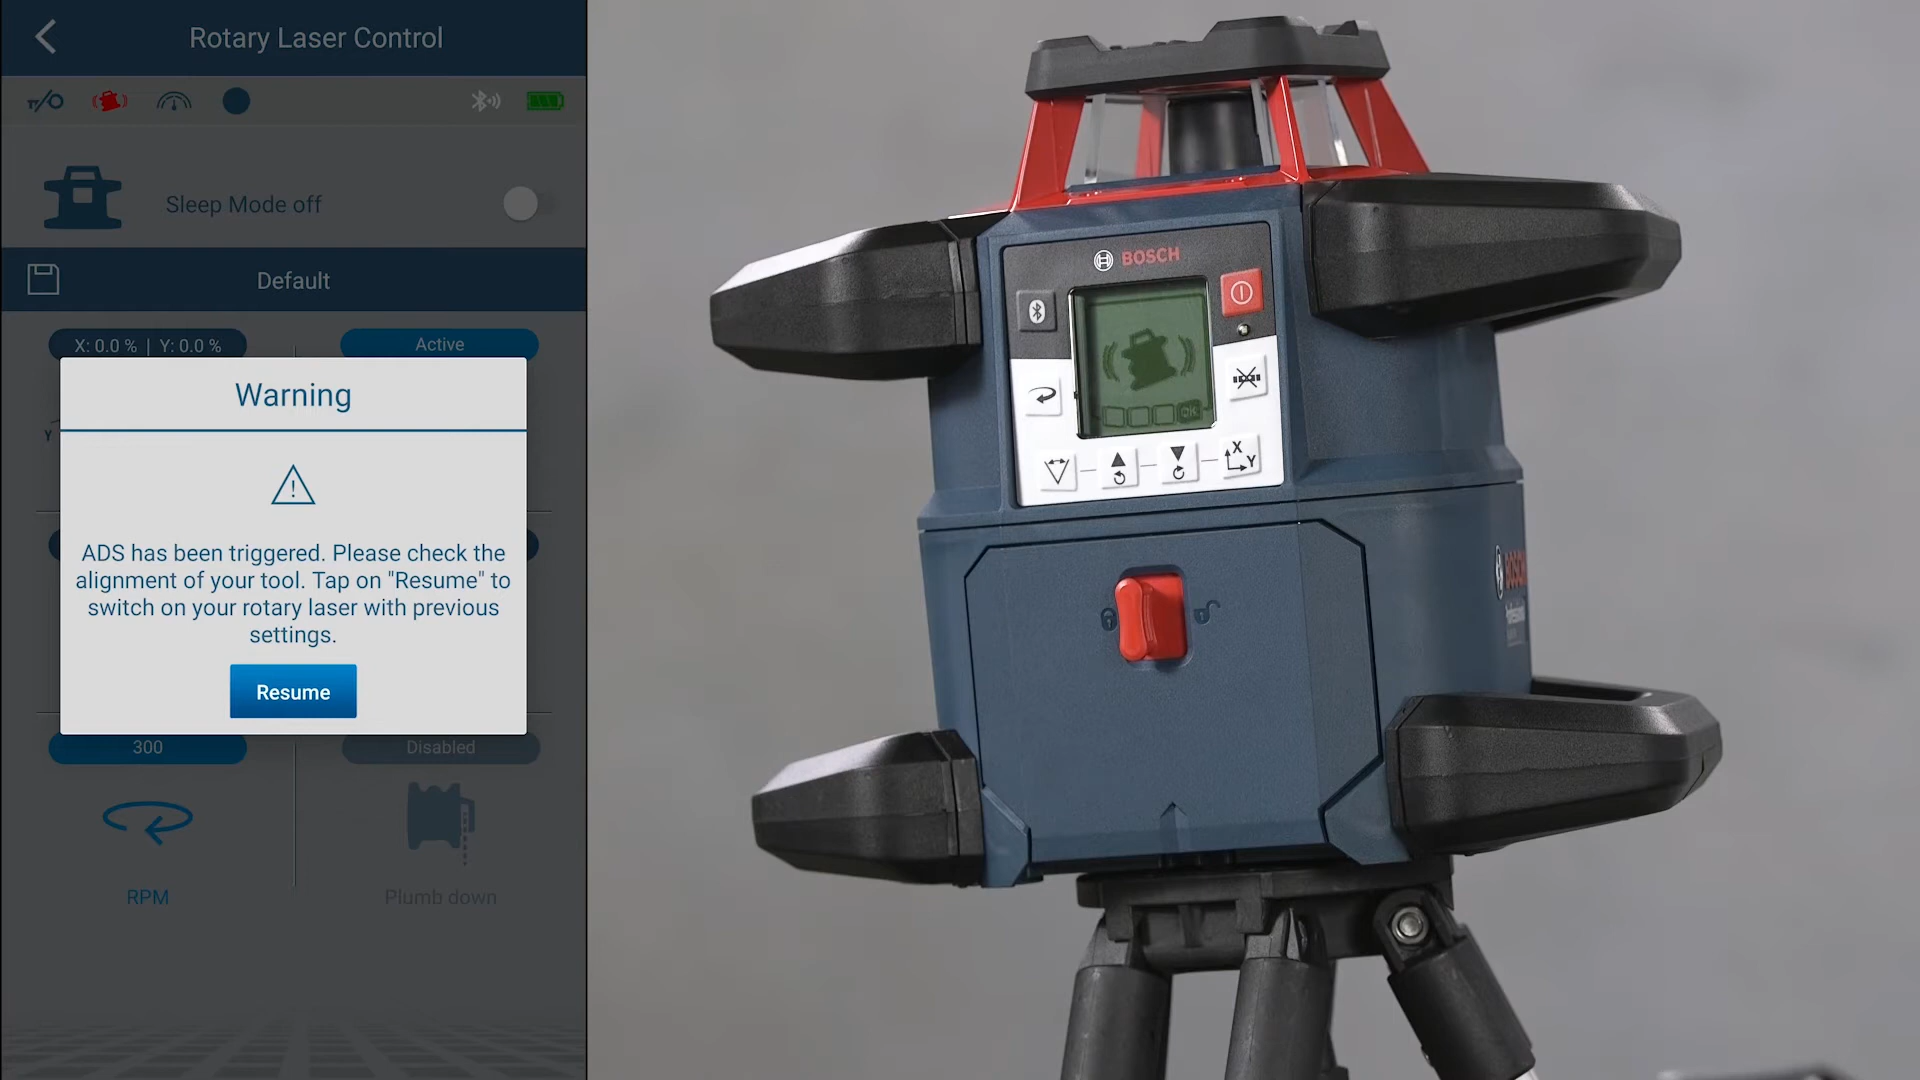 Rotary Laser Control
Sleep Mode off
Default
X: 0.0 % | Y: 0.0 %
Active
Y
Warning
ADS has been triggered. Please check the
alignment of your tool. Tap on "Resume" to
switch on your rotary laser with previous
settings.
Resume
300
Disabled
RPM
Plumb down
BOSCH
OK
X
Y
BOSCH